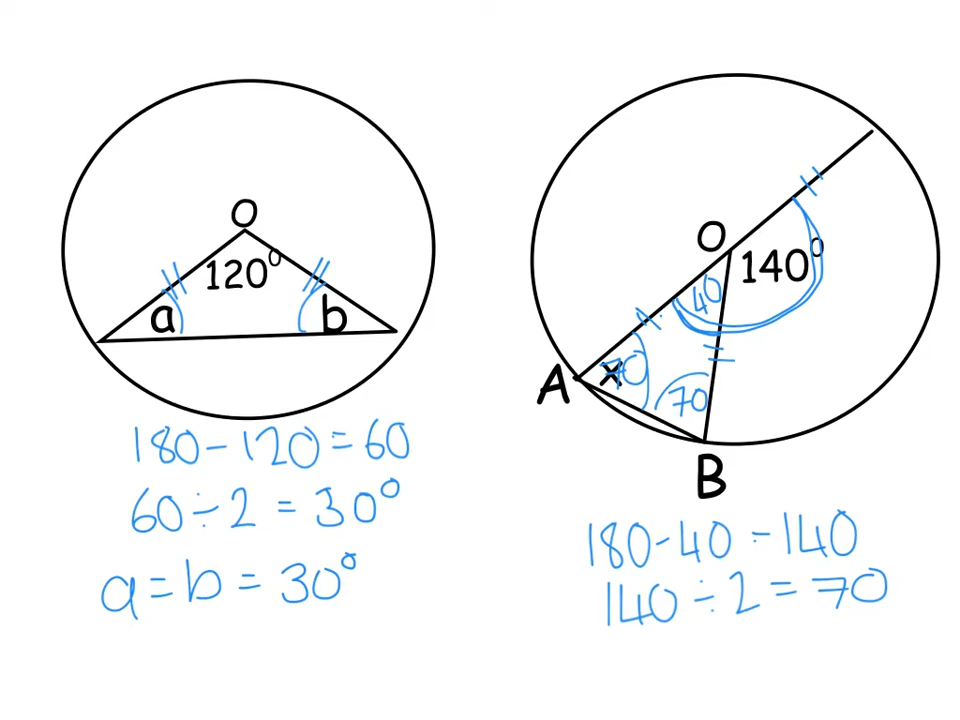 O
120°
a
b
180-120=60
60÷2=30°
a=b=30°
O
140°
40
x
70
70
A
B
180-40=140
140÷2=70